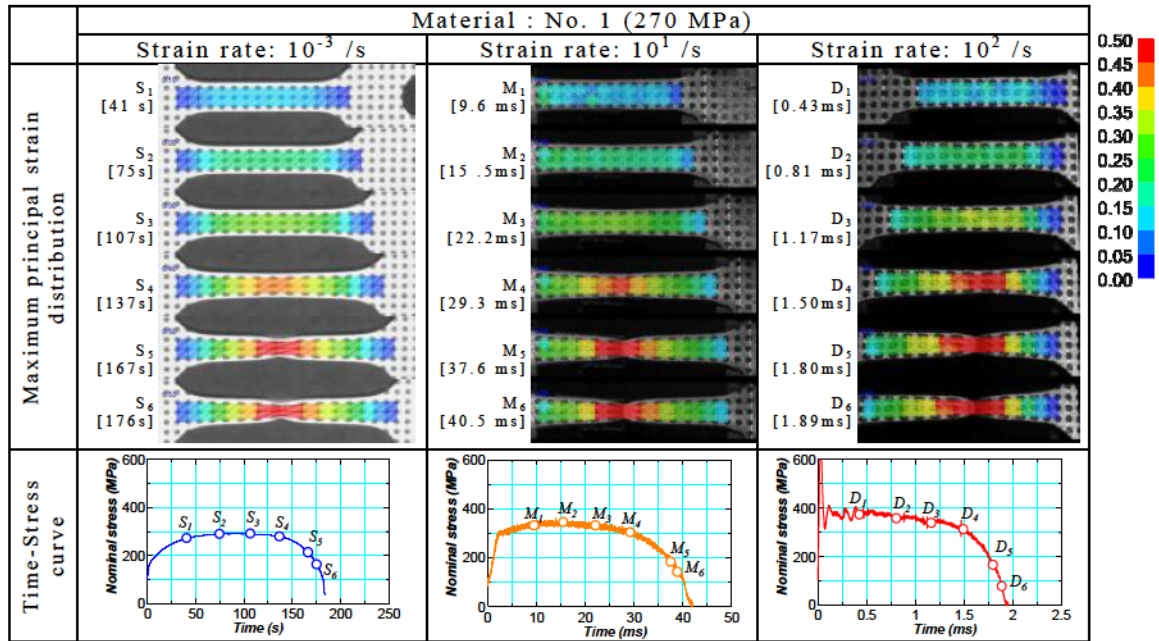 Material : No. 1 (270 MPa)
Strain rate: 10⁻³ /s
Strain rate: 10¹ /s
Strain rate: 10² /s
Maximum principal strain
distribution
S₁
[41 s]
S₂
[75s]
S₃
[107s]
S₄
[137s]
S₅
[167s]
S₆
[176s]
M₁
[9.6 ms]
M₂
[15 .5ms]
M₃
[22.2ms]
M₄
[29.3 ms]
M₅
[37.6 ms]
M₆
[40.5 ms]
D₁
[0.43ms]
D₂
[0.81 ms]
D₃
[1.17ms]
D₄
[1.50ms]
D₅
[1.80 ms]
D₆
[1.89ms]
0.50
0.45
0.40
0.35
0.30
0.25
0.20
0.15
0.10
0.05
0.00
Time-Stress
curve
Nominal stress (MPa)
600
400
200
0
S₁
S₂
S₃
S₄
S₅
S₆
0 50 100 150 200 250
Time (s)
Nominal stress (MPa)
600
400
200
0
M₁
M₂
M₃
M₄
M₅
M₆
0 10 20 30 40 50
Time (ms)
Nominal stress (MPa)
600
400
200
0
D₁
D₂
D₃
D₄
D₅
D₆
0 0.5 1 1.5 2 2.5
Time (ms)